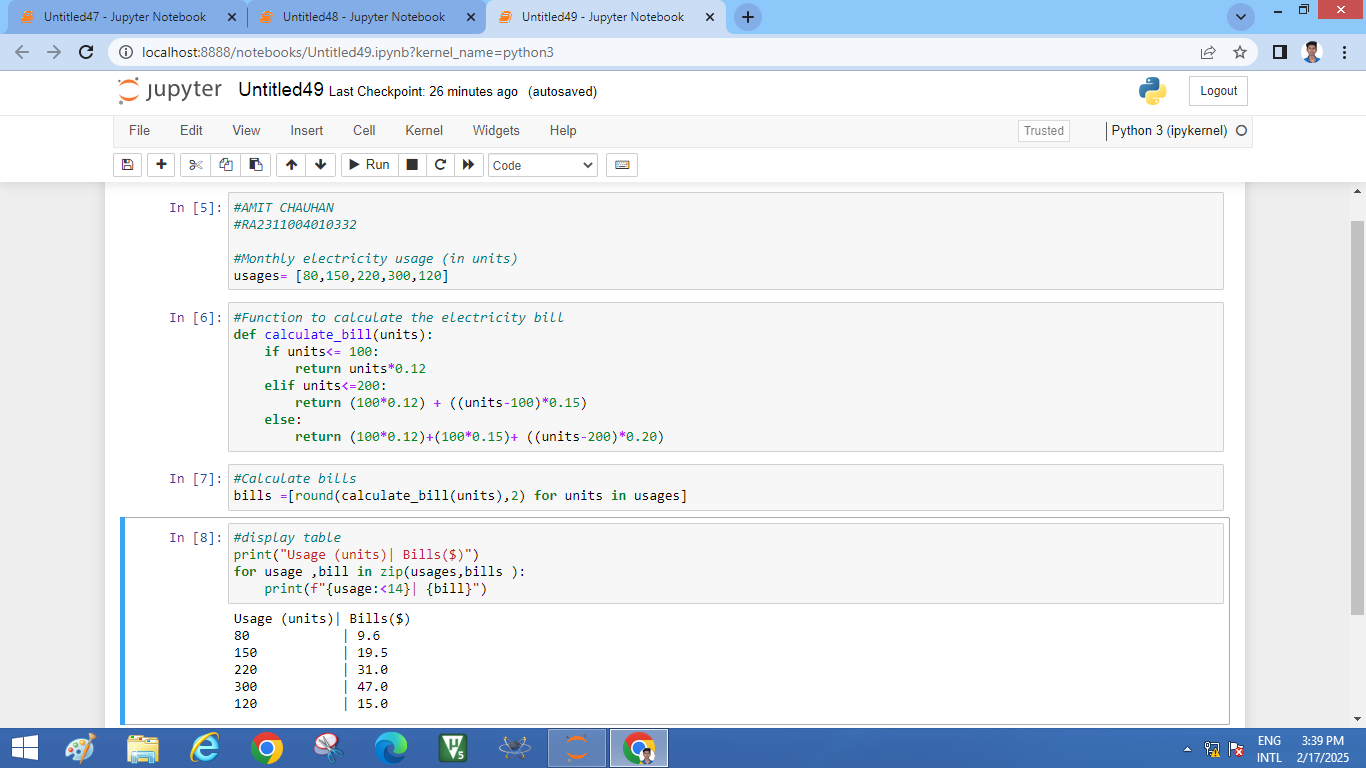 Untitled47 - Jupyter Notebook Untitled48 - Jupyter Notebook Untitled49 - Jupyter Notebook
localhost:8888/notebooks/Untitled49.ipynb?kernel_name=python3
jupyter Untitled49 Last Checkpoint: 26 minutes ago (autosaved) Logout
File Edit View Insert Cell Kernel Widgets Help Trusted Python 3 (ipykernel)
Run Code
In [5]: #AMIT CHAUHAN
#RA2311004010332
#Monthly electricity usage (in units)
usages= [80,150,220,300,120]
In [6]: #Function to calculate the electricity bill
def calculate_bill(units):
    if units<= 100:
        return units*0.12
    elif units<=200:
        return (100*0.12) + ((units-100)*0.15)
    else:
        return (100*0.12)+(100*0.15)+ ((units-200)*0.20)
In [7]: #Calculate bills
bills =[round(calculate_bill(units),2) for units in usages]
In [8]: #display table
print("Usage (units)| Bills($)")
for usage ,bill in zip(usages,bills ):
    print(f"{usage:<14}| {bill}")
Usage (units)| Bills($)
80            | 9.6
150           | 19.5
220           | 31.0
300           | 47.0
120           | 15.0
ENG 3:39 PM
INTL 2/17/2025